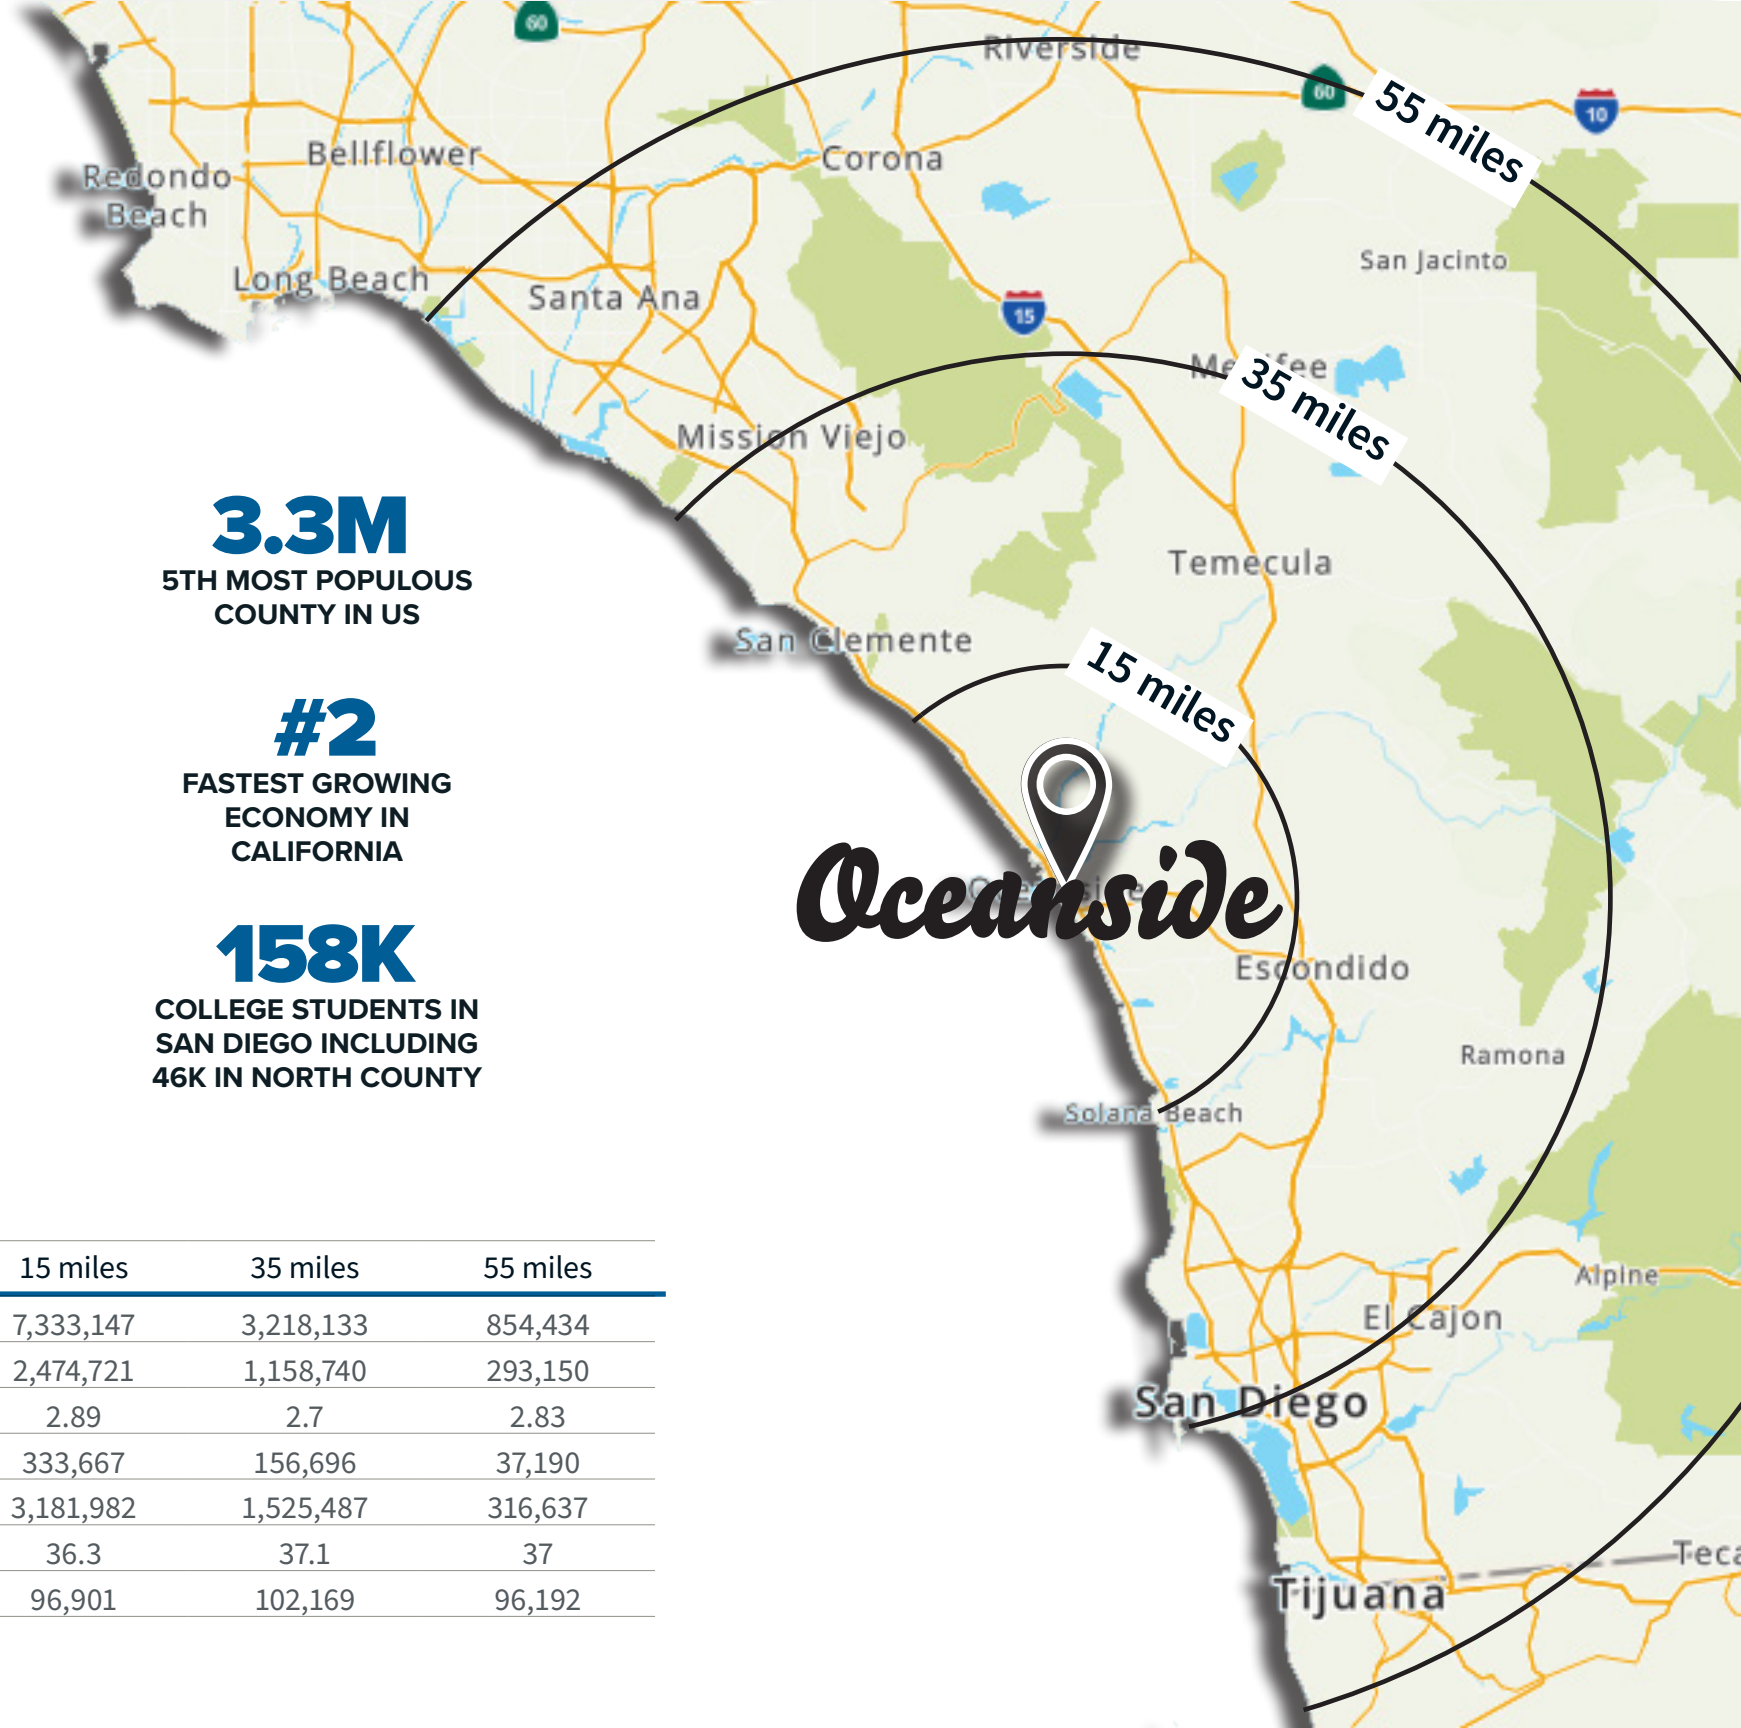 60
Riverside
60
55 miles
10
Bellflower
Corona
Redondo
Beach
San Jacinto
Long Beach
Santa Ana
15
35 miles
Mission Viejo
3.3M
5TH MOST POPULOUS
COUNTY IN US
Temecula
San Clemente
15 miles
#2
FASTEST GROWING
ECONOMY IN
CALIFORNIA
Oceanside
158K
COLLEGE STUDENTS IN
SAN DIEGO INCLUDING
46K IN NORTH COUNTY
Escondido
Ramona
Solana Beach
Alpine
El Cajon
San Diego
Tijuana
15 miles 35 miles 55 miles
7,333,147 3,218,133 854,434
2,474,721 1,158,740 293,150
2.89 2.7 2.83
333,667 156,696 37,190
3,181,982 1,525,487 316,637
36.3 37.1 37
96,901 102,169 96,192